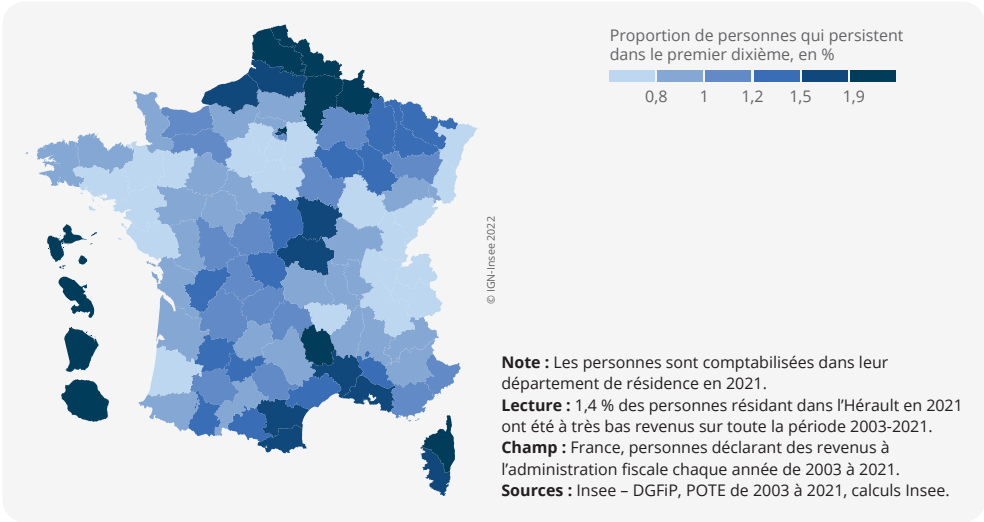 Proportion de personnes qui persistent
dans le premier dixième, en %
0,8 1 1,2 1,5 1,9
© IGN-Insee 2022
Note : Les personnes sont comptabilisées dans leur
département de résidence en 2021.
Lecture : 1,4 % des personnes résidant dans l’Hérault en 2021
ont été à très bas revenus sur toute la période 2003-2021.
Champ : France, personnes déclarant des revenus à
l’administration fiscale chaque année de 2003 à 2021.
Sources : Insee – DGFiP, POTE de 2003 à 2021, calculs Insee.